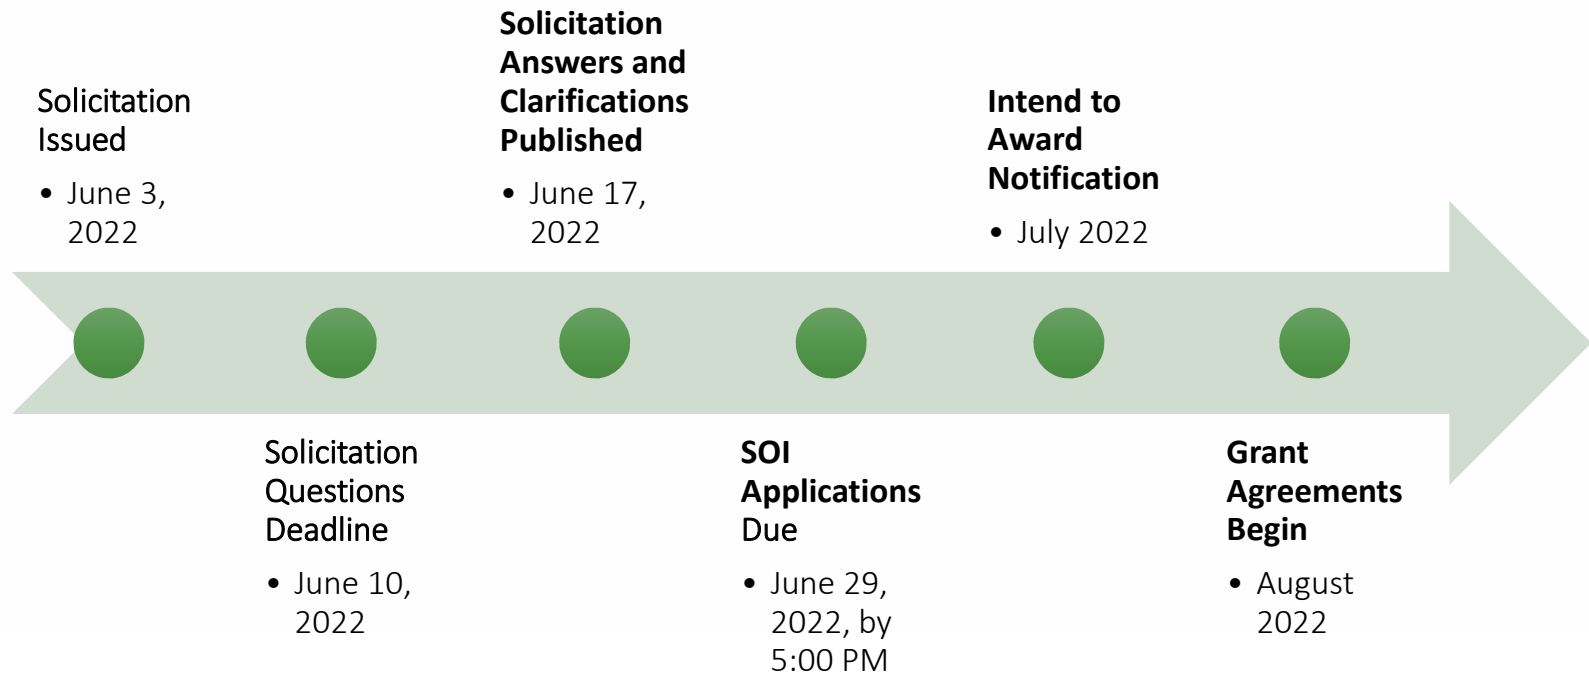 Solicitation
Issued
• June 3,
2022
Solicitation
Questions
Deadline
• June 10,
2022
Solicitation
Answers and
Clarifications
Published
• June 17,
2022
SOI
Applications
Due
• June 29,
2022, by
5:00 PM
Intend to
Award
Notification
• July 2022
Grant
Agreements
Begin
• August
2022